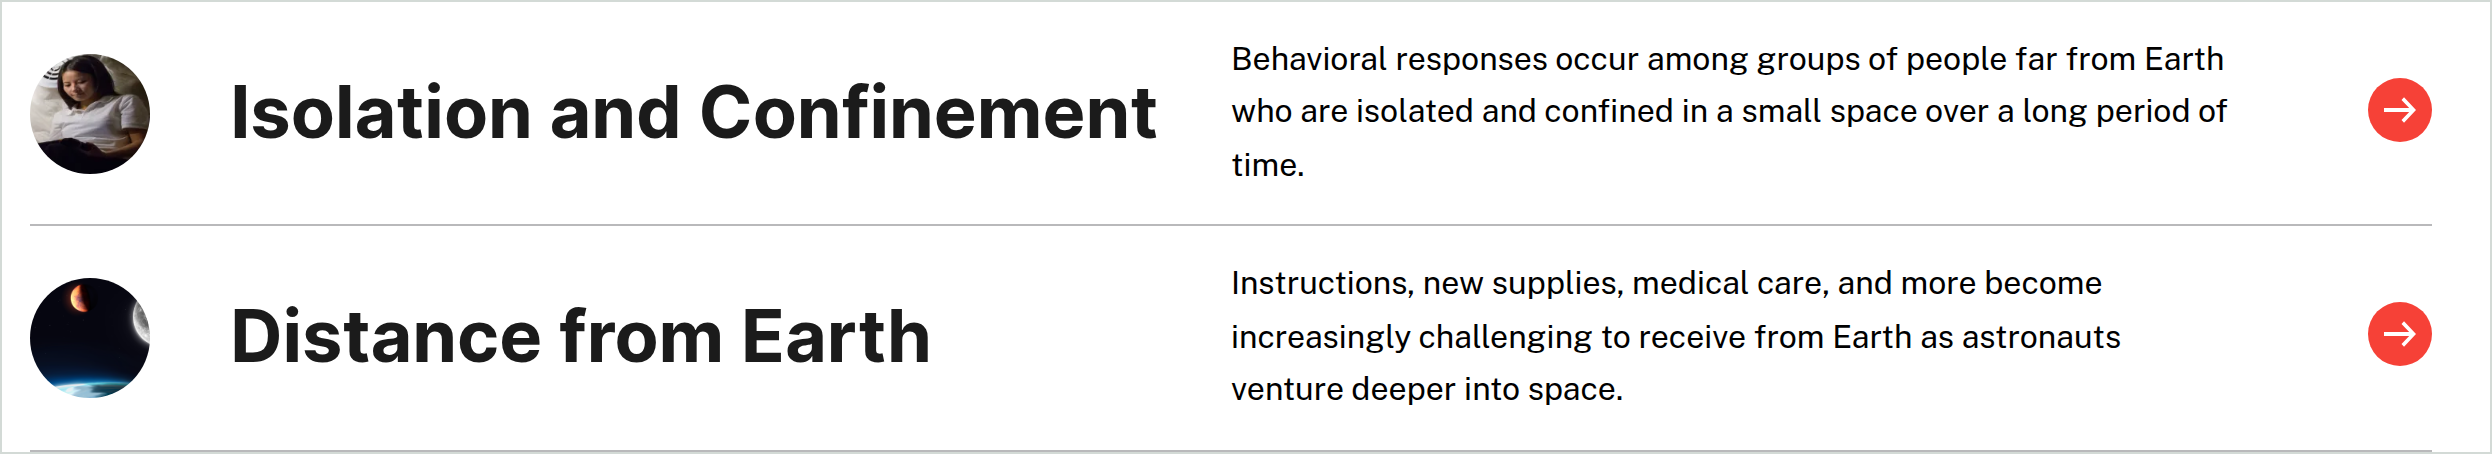 Isolation and Confinement
Behavioral responses occur among groups of people far from Earth
who are isolated and confined in a small space over a long period of
time.
Distance from Earth
Instructions, new supplies, medical care, and more become
increasingly challenging to receive from Earth as astronauts
venture deeper into space.